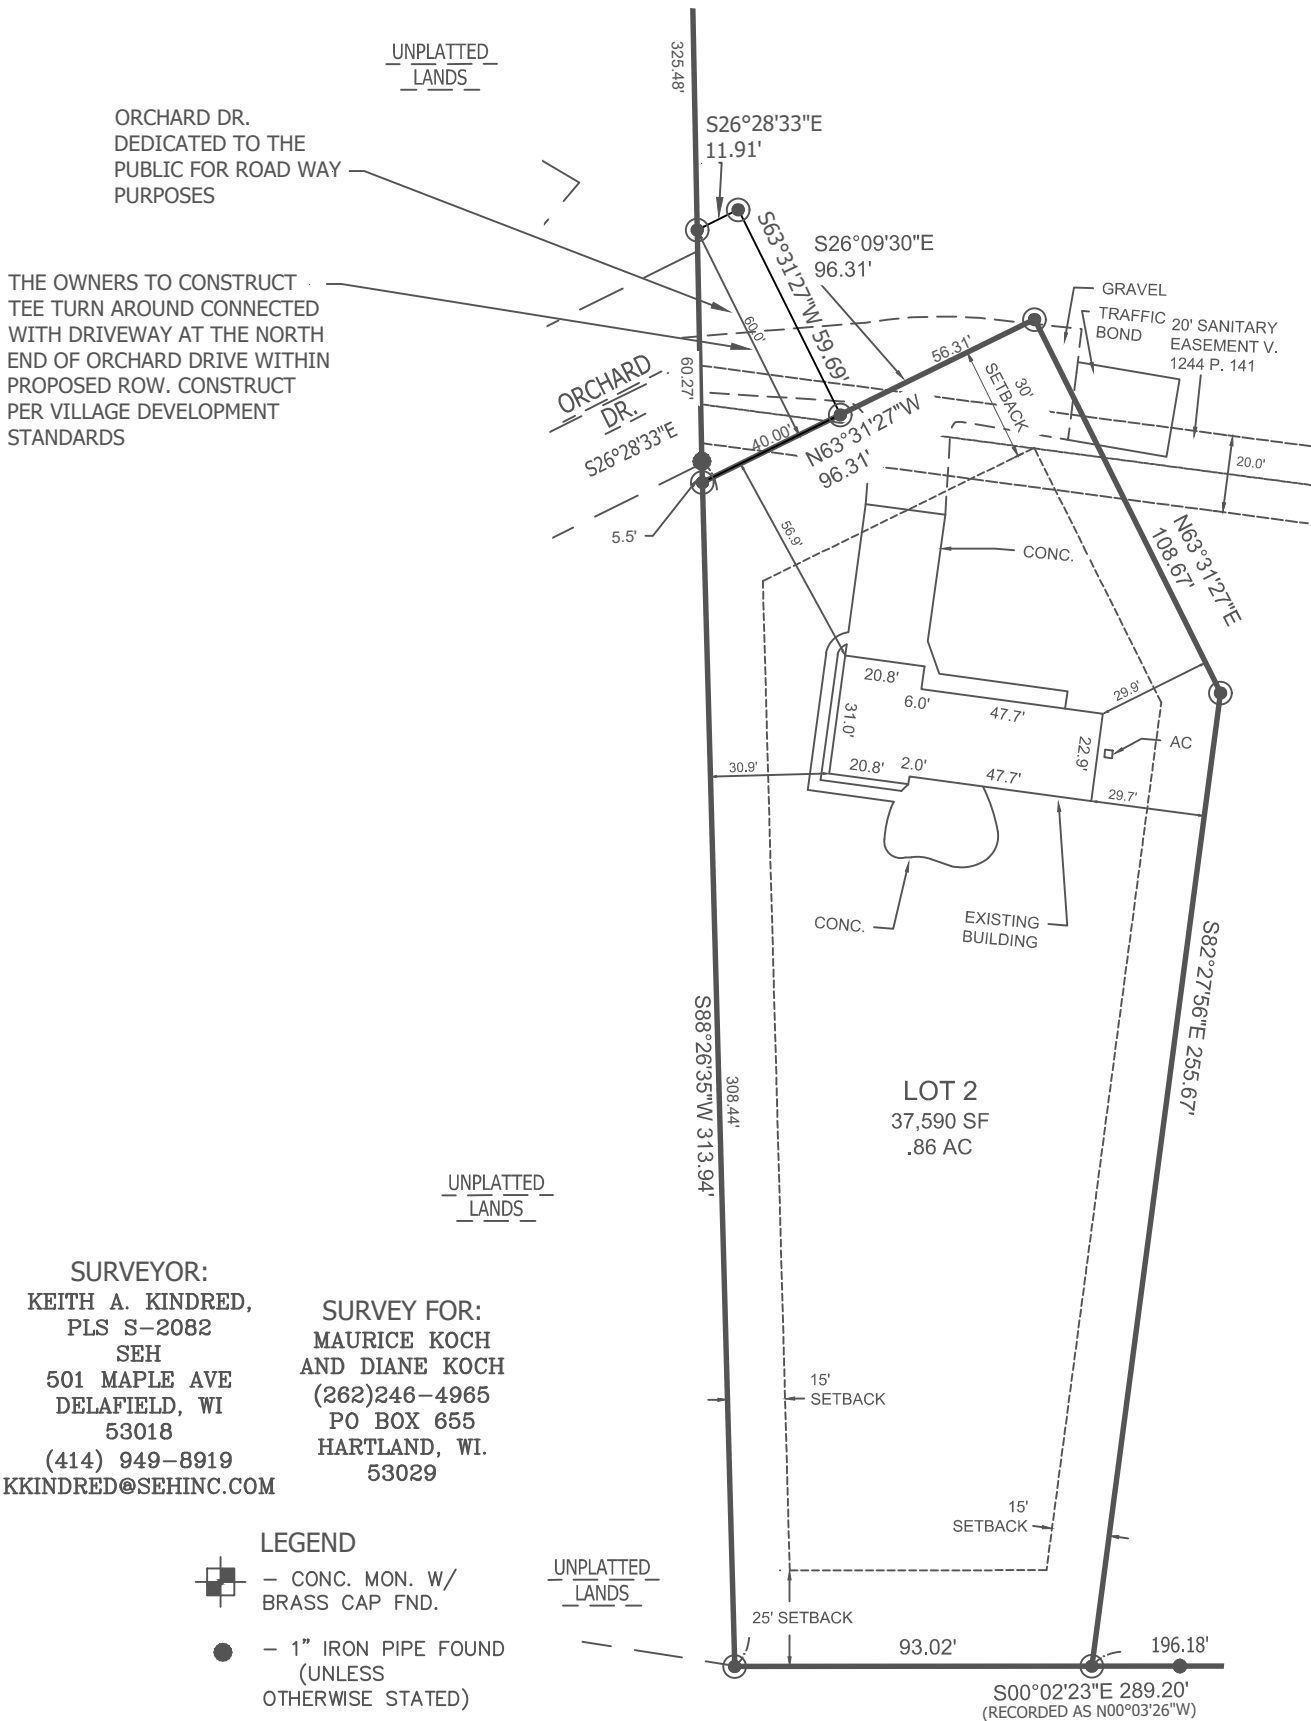 UNPLATTED
LANDS
325.48'
S26°28'33"E
11.91'
ORCHARD DR.
DEDICATED TO THE
PUBLIC FOR ROAD WAY
PURPOSES
S63°31'27"W 59.69'
S26°09'30"E
96.31'
THE OWNERS TO CONSTRUCT
TEE TURN AROUND CONNECTED
WITH DRIVEWAY AT THE NORTH
END OF ORCHARD DRIVE WITHIN
PROPOSED ROW. CONSTRUCT
PER VILLAGE DEVELOPMENT
STANDARDS
GRAVEL
TRAFFIC
BOND
20' SANITARY
EASEMENT V.
1244 P. 141
60.0'
60.27'
56.31'
30'
SETBACK
ORCHARD
DR.
S26°28'33"E
40.00'
N63°31'27"W
96.31'
20.0'
5.5'
56.9'
CONC.
N63°31'27"E
108.67'
20.8'
6.0'
47.7'
29.9'
31.0'
22.9'
AC
30.9'
20.8'
2.0'
47.7'
29.7'
CONC.
EXISTING
BUILDING
S82°27'56"E 255.67'
S88°26'35"W 313.94'
308.44'
LOT 2
37,590 SF
.86 AC
UNPLATTED
LANDS
SURVEYOR:
KEITH A. KINDRED,
PLS S-2082
SEH
501 MAPLE AVE
DELAFIELD, WI
53018
(414) 949-8919
KKINDRED@SEHINC.COM
SURVEY FOR:
MAURICE KOCH
AND DIANE KOCH
(262)246-4965
PO BOX 655
HARTLAND, WI.
53029
15'
SETBACK
15'
SETBACK
LEGEND
- CONC. MON. W/
BRASS CAP FND.
- 1" IRON PIPE FOUND
(UNLESS
OTHERWISE STATED)
UNPLATTED
LANDS
25' SETBACK
93.02'
196.18'
S00°02'23"E 289.20'
(RECORDED AS N00°03'26"W)